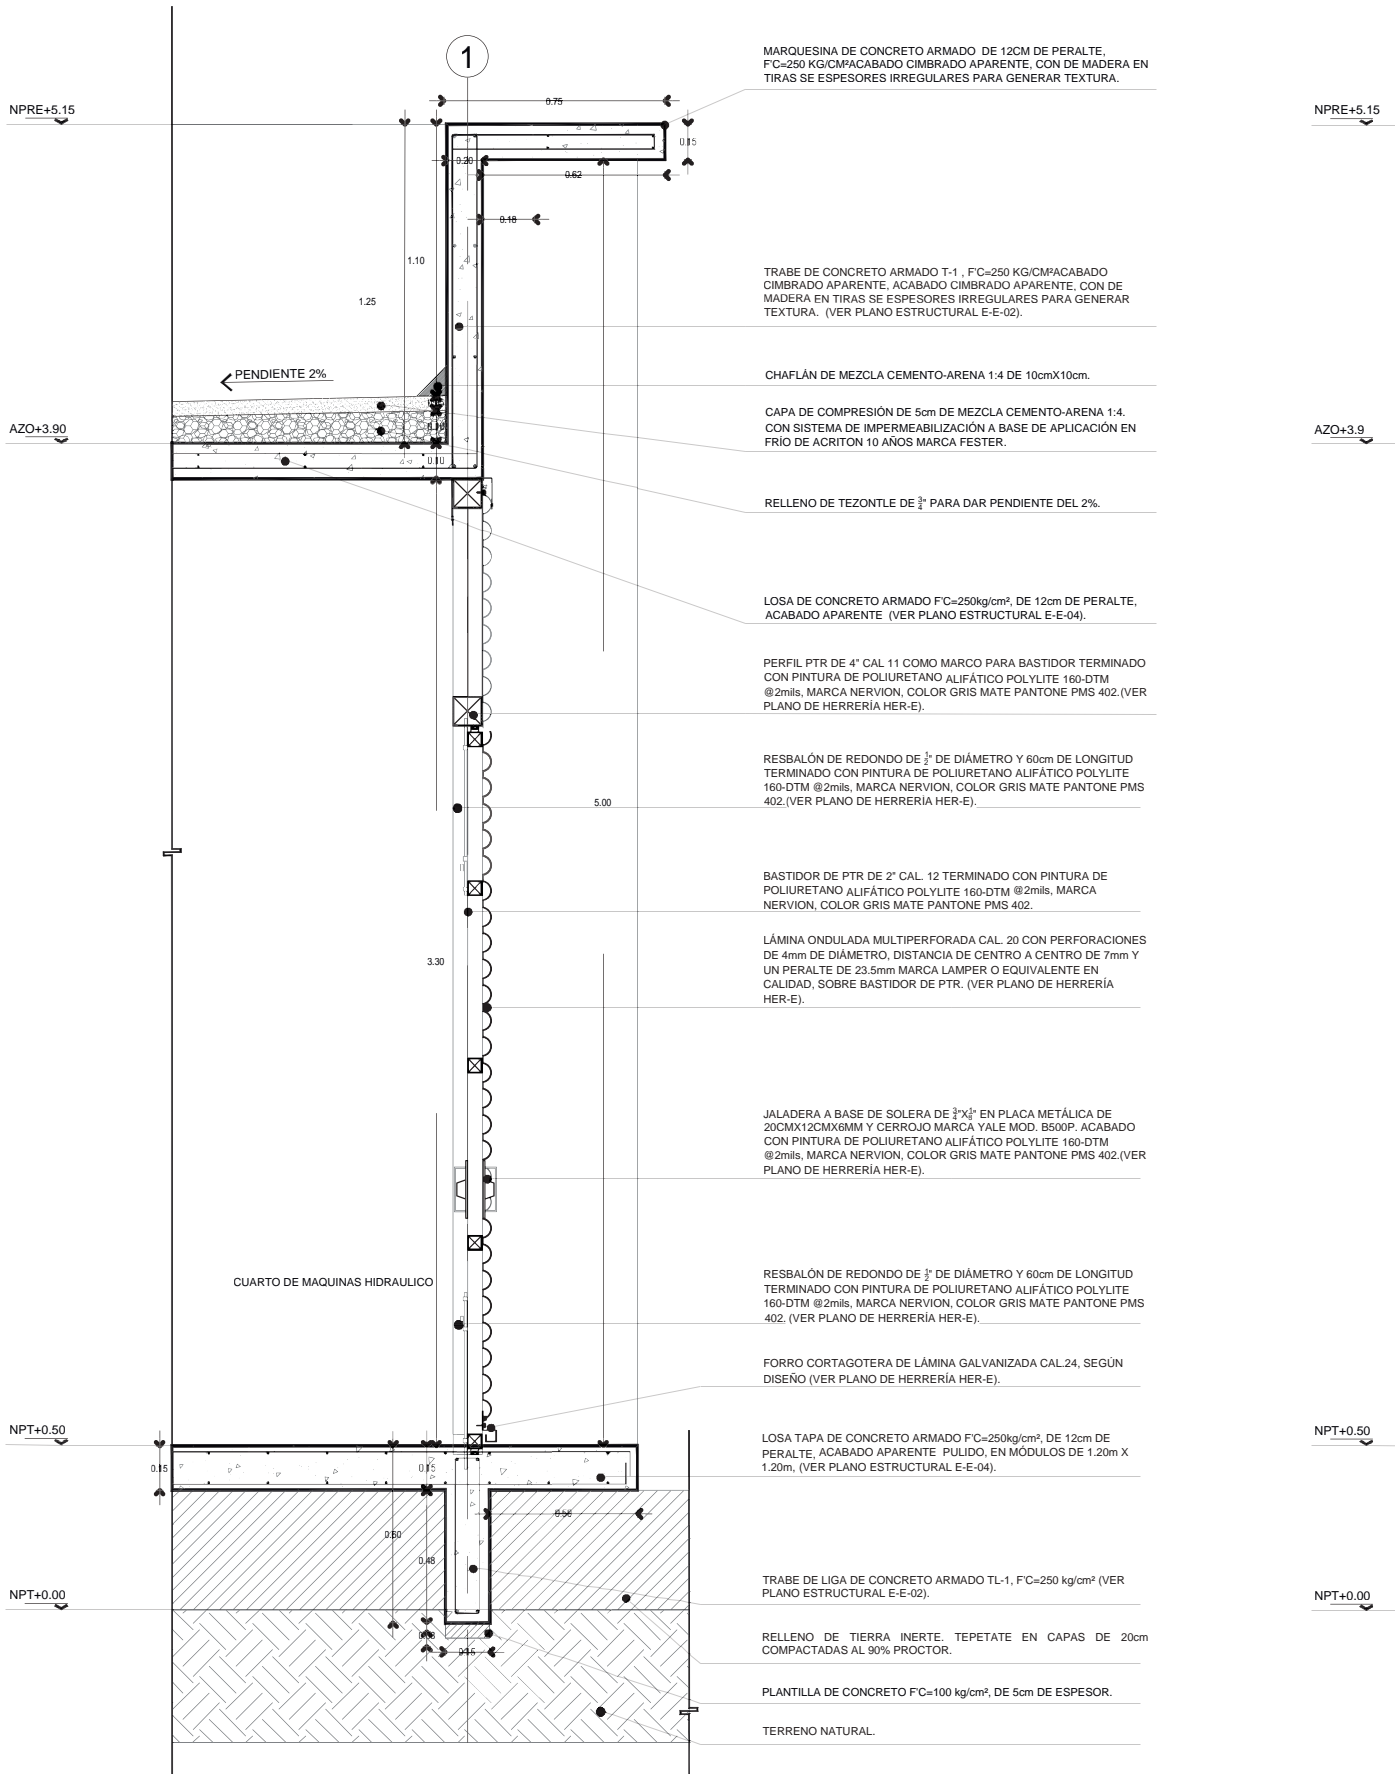 1
MARQUESINA DE CONCRETO ARMADO DE 12CM DE PERALTE,
F'C=250 KG/CM²ACABADO CIMBRADO APARENTE, CON DE MADERA EN
TIRAS SE ESPESORES IRREGULARES PARA GENERAR TEXTURA.
NPRE+5.15
NPRE+5.15
0.75
0.15
0.20
0.62
0.18
1.10
1.25
TRABE DE CONCRETO ARMADO T-1 , F'C=250 KG/CM²ACABADO
CIMBRADO APARENTE, ACABADO CIMBRADO APARENTE, CON DE
MADERA EN TIRAS SE ESPESORES IRREGULARES PARA GENERAR
TEXTURA. (VER PLANO ESTRUCTURAL E-E-02).
PENDIENTE 2%
CHAFLÁN DE MEZCLA CEMENTO-ARENA 1:4 DE 10cmX10cm.
CAPA DE COMPRESIÓN DE 5cm DE MEZCLA CEMENTO-ARENA 1:4.
CON SISTEMA DE IMPERMEABILIZACIÓN A BASE DE APLICACIÓN EN
FRÍO DE ACRITON 10 AÑOS MARCA FESTER.
AZO+3.90
AZO+3.9
0.10
RELLENO DE TEZONTLE DE 3/4" PARA DAR PENDIENTE DEL 2%.
LOSA DE CONCRETO ARMADO F'C=250kg/cm², DE 12cm DE PERALTE,
ACABADO APARENTE (VER PLANO ESTRUCTURAL E-E-04).
PERFIL PTR DE 4" CAL 11 COMO MARCO PARA BASTIDOR TERMINADO
CON PINTURA DE POLIURETANO ALIFÁTICO POLYLITE 160-DTM
@2mils, MARCA NERVION, COLOR GRIS MATE PANTONE PMS 402.(VER
PLANO DE HERRERÍA HER-E).
RESBALÓN DE REDONDO DE 1/2" DE DIÁMETRO Y 60cm DE LONGITUD
TERMINADO CON PINTURA DE POLIURETANO ALIFÁTICO POLYLITE
160-DTM @2mils, MARCA NERVION, COLOR GRIS MATE PANTONE PMS
402.(VER PLANO DE HERRERÍA HER-E).
5.00
BASTIDOR DE PTR DE 2" CAL. 12 TERMINADO CON PINTURA DE
POLIURETANO ALIFÁTICO POLYLITE 160-DTM @2mils, MARCA
NERVION, COLOR GRIS MATE PANTONE PMS 402.
LÁMINA ONDULADA MULTIPERFORADA CAL. 20 CON PERFORACIONES
DE 4mm DE DIÁMETRO, DISTANCIA DE CENTRO A CENTRO DE 7mm Y
UN PERALTE DE 23.5mm MARCA LAMPER O EQUIVALENTE EN
CALIDAD, SOBRE BASTIDOR DE PTR. (VER PLANO DE HERRERÍA
HER-E).
3.30
JALADERA A BASE DE SOLERA DE 3/4"X1/8" EN PLACA METÁLICA DE
20CMX12CMX6MM Y CERROJO MARCA YALE MOD. B500P. ACABADO
CON PINTURA DE POLIURETANO ALIFÁTICO POLYLITE 160-DTM
@2mils, MARCA NERVION, COLOR GRIS MATE PANTONE PMS 402.(VER
PLANO DE HERRERÍA HER-E).
CUARTO DE MAQUINAS HIDRAULICO
RESBALÓN DE REDONDO DE 1/2" DE DIÁMETRO Y 60cm DE LONGITUD
TERMINADO CON PINTURA DE POLIURETANO ALIFÁTICO POLYLITE
160-DTM @2mils, MARCA NERVION, COLOR GRIS MATE PANTONE PMS
402. (VER PLANO DE HERRERÍA HER-E).
FORRO CORTAGOTERA DE LÁMINA GALVANIZADA CAL.24, SEGÚN
DISEÑO (VER PLANO DE HERRERÍA HER-E).
NPT+0.50
NPT+0.50
LOSA TAPA DE CONCRETO ARMADO F'C=250kg/cm², DE 12cm DE
PERALTE, ACABADO APARENTE PULIDO, EN MÓDULOS DE 1.20m X
1.20m, (VER PLANO ESTRUCTURAL E-E-04).
0.15
0.15
0.50
0.60
0.48
TRABE DE LIGA DE CONCRETO ARMADO TL-1, F'C=250 kg/cm² (VER
PLANO ESTRUCTURAL E-E-02).
NPT+0.00
NPT+0.00
RELLENO DE TIERRA INERTE. TEPETATE EN CAPAS DE 20cm
COMPACTADAS AL 90% PROCTOR.
0.15
PLANTILLA DE CONCRETO F'C=100 kg/cm², DE 5cm DE ESPESOR.
TERRENO NATURAL.